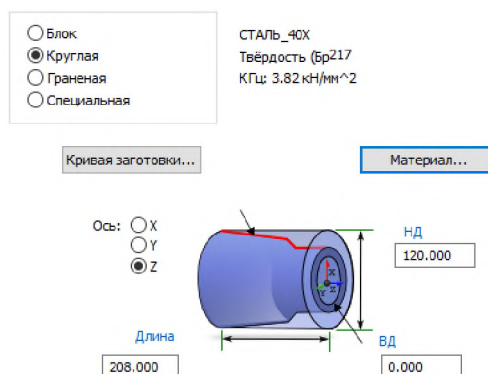 Блок
Круглая
Граненая
Специальная
СТАЛЬ_40X
Твёрдость (Бр217
КГц: 3.82 кН/мм^2
Кривая заготовки...
Материал...
Ось:
X
Y
Z
X
Y
Z
НД
120.000
Длина
208.000
ВД
0.000